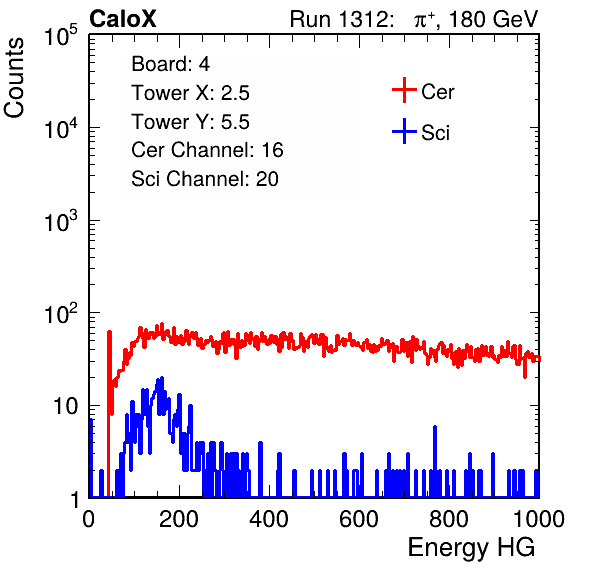 CaloX Run 1312: π⁺, 180 GeV
Counts
10⁵
10⁴
10³
10²
10
1
Board: 4
Tower X: 2.5
Tower Y: 5.5
Cer Channel: 16
Sci Channel: 20
Cer
Sci
0 200 400 600 800 1000
Energy HG